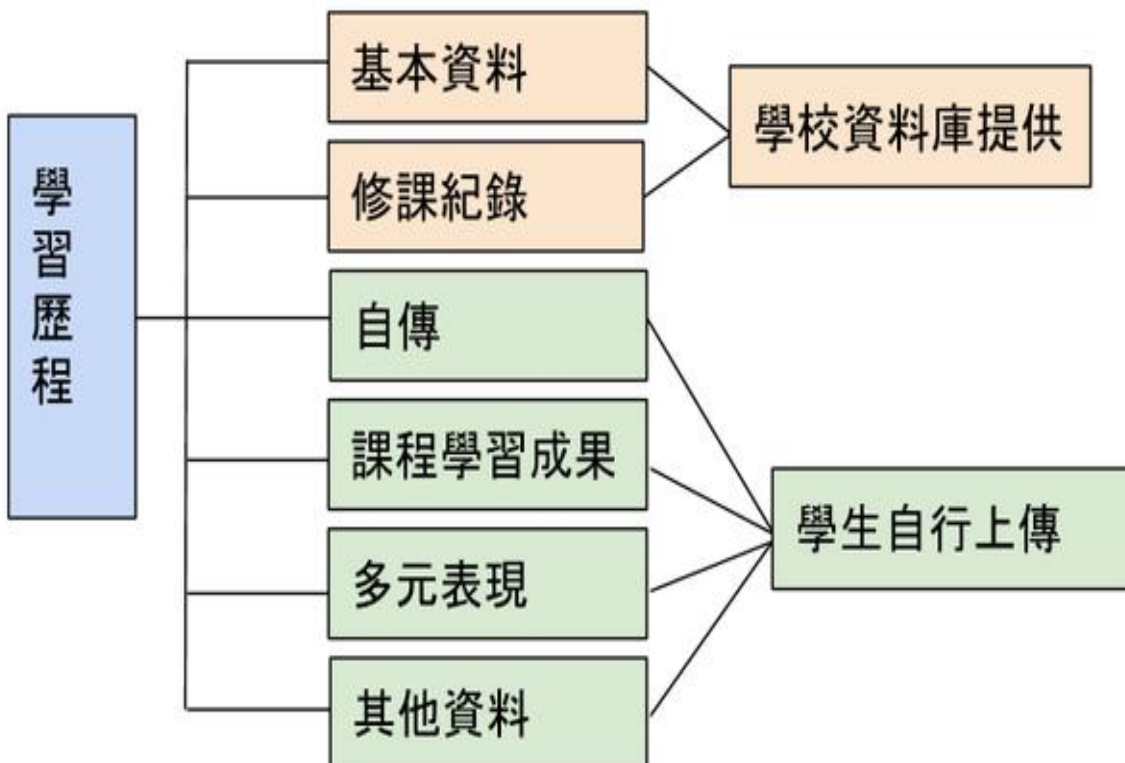 學習歷程
基本資料
修課紀錄
學校資料庫提供
自傳
課程學習成果
多元表現
其他資料
學生自行上傳